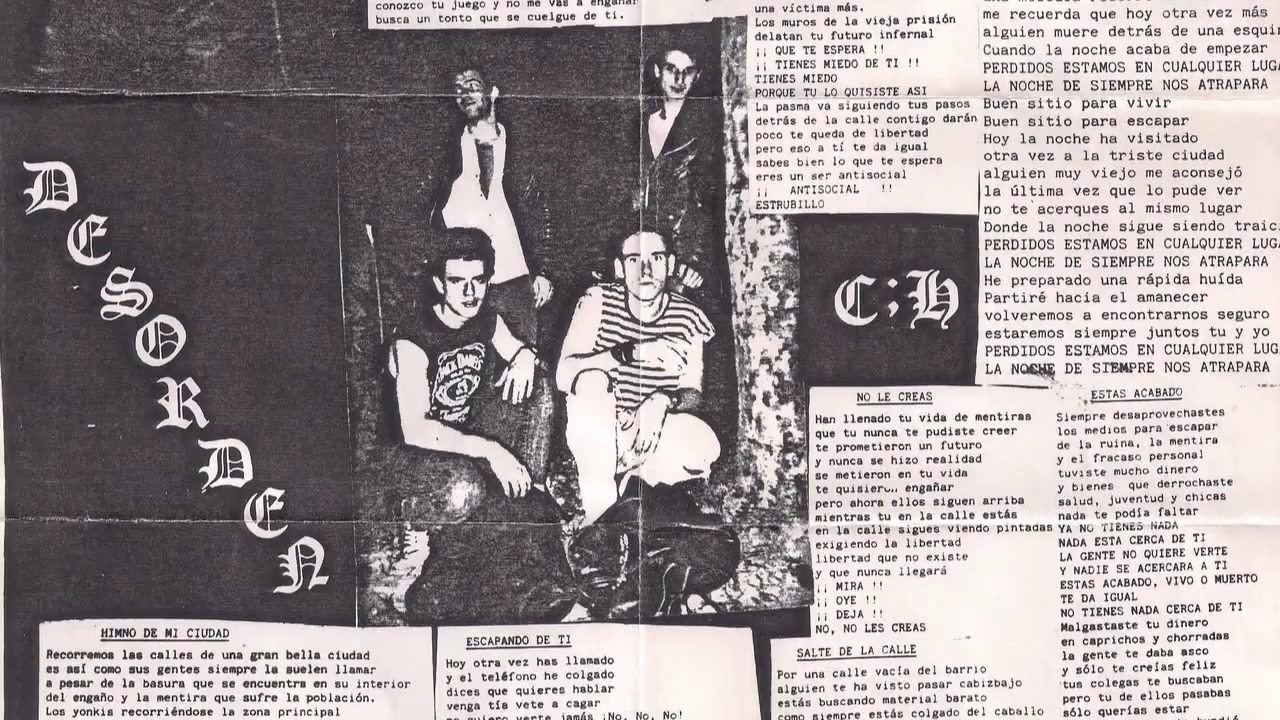 conozco tu juego y no me vas a engañar
busca un tonto que se cuelgue de ti.
una víctima más.
Los muros de la vieja prisión
delatan tu futuro infernal
¡¡ QUE TE ESPERA !!
¡¡ TIENES MIEDO DE TI !!
TIENES MIEDO
PORQUE TU LO QUISISTE ASI
La pasma va siguiendo tus pasos
detrás de la calle contigo darán
poco te queda de libertad
pero eso a tí te da igual
sabes bien lo que te espera
eres un ser antisocial
¡¡ ANTISOCIAL !!
ESTRUBILLO
me recuerda que hoy otra vez más
alguien muere detrás de una esqui
Cuando la noche acaba de empezar
PERDIDOS ESTAMOS EN CUALQUIER LUGA
LA NOCHE DE SIEMPRE NOS ATRAPARA
Buen sitio para vivir
Buen sitio para escapar
Hoy la noche ha visitado
otra vez a la triste ciudad
alguien muy viejo me aconsejó
la última vez que lo pude ver
no te acerques al mismo lugar
Donde la noche sigue siendo traic
PERDIDOS ESTAMOS EN CUALQUIER LUGA
LA NOCHE DE SIEMPRE NOS ATRAPARA
He preparado una rápida huída
Partiré hacia el amanecer
volveremos a encontrarnos seguro
estaremos siempre juntos tu y yo
PERDIDOS ESTAMOS EN CUALQUIER LUG
LA NOCHE DE SIEMPRE NOS ATRAPARA
DESORDEN
C;H
NO LE CREAS
Han llenado tu vida de mentiras
que tu nunca te pudiste creer
te prometieron un futuro
y nunca se hizo realidad
se metieron en tu vida
te quisier engañar
pero ahora ellos siguen arriba
mientras tu en la calle estás
en la calle sigues viendo pintadas
exigiendo la libertad
libertad que no existe
y que nunca llegará
¡¡ MIRA !!
¡¡ OYE !!
¡¡ DEJA !!
NO, NO LES CREAS
ESTAS ACABADO
Siempre desaprovechastes
los medios para escapar
de la ruina, la mentira
y el fracaso personal
tuviste mucho dinero
y bienes que derrochaste
salud, juventud y chicas
nada te podía faltar
YA NO TIENES NADA
NADA ESTA CERCA DE TI
LA GENTE NO QUIERE VERTE
Y NADIE SE ACERCARA A TI
ESTAS ACABADO, VIVO O MUERTO
TE DA IGUAL
NO TIENES NADA CERCA DE TI
Malgastaste tu dinero
en caprichos y chorradas
la gente te daba asco
y sólo te creías feliz
tus colegas te buscaban
pero tu de ellos pasabas
sólo querías estar
HIMNO DE MI CIUDAD
Recorremos las calles de una gran bella ciudad
es así como sus gentes siempre la suelen llamar
a pesar de la basura que se encuentra en su interior
del engaño y la mentira que sufre la población.
Los yonkis recorriéndose la zona principal
ESCAPANDO DE TI
Hoy otra vez has llamado
y el teléfono he colgado
dices que quieres hablar
venga tía vete a cagar
no quiero verte jamás ¡No, No, No!
SALTE DE LA CALLE
Por una calle vacía del barrio
alguien te ha visto pasar cabizbajo
estás buscando material barato
como siempre estás colgado del caballo